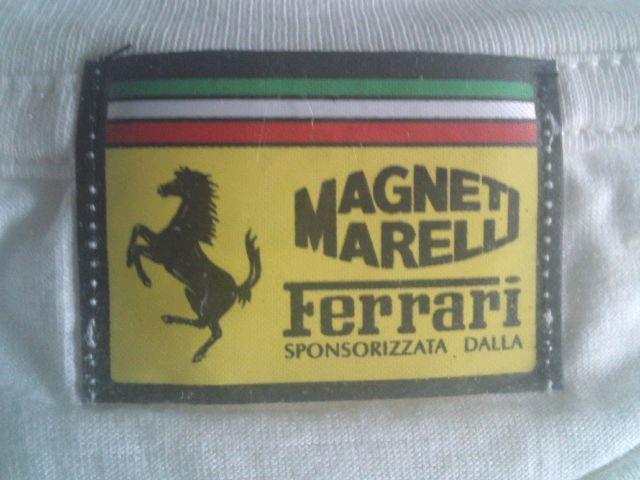 MAGNETI
MARELLI
Ferrari
SPONSORIZZATA DALLA